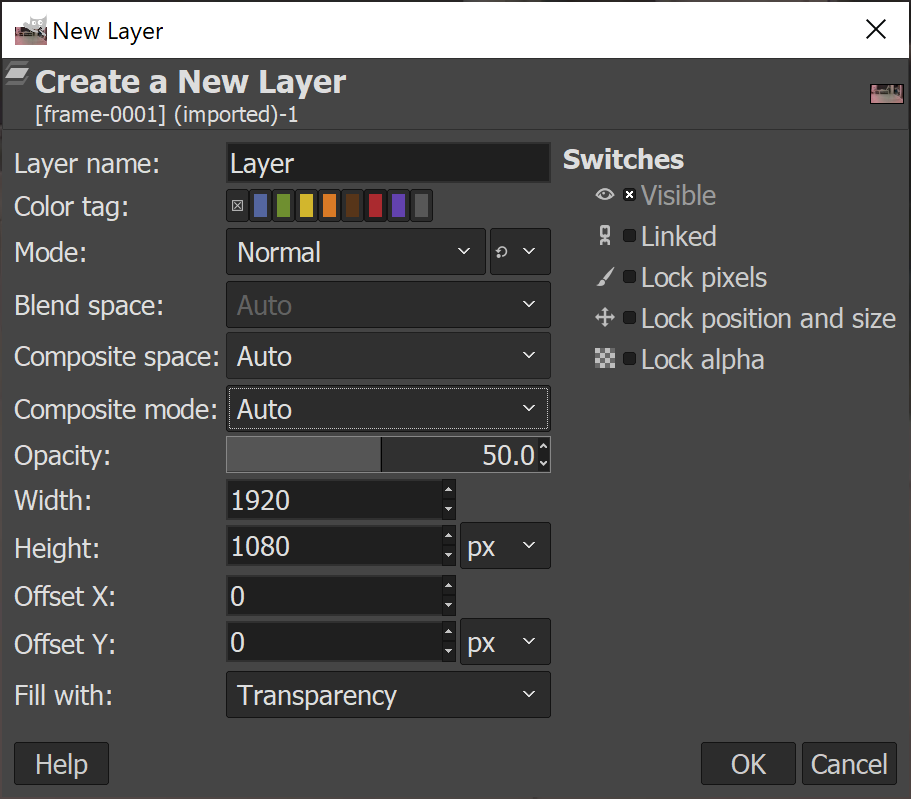 New Layer
Create a New Layer
[frame-0001] (imported)-1
Layer name: Layer
Color tag:
Mode: Normal
Blend space: Auto
Composite space: Auto
Composite mode: Auto
Opacity: 50.0
Width: 1920
Height: 1080 px
Offset X: 0
Offset Y: 0 px
Fill with: Transparency
Switches
Visible
Linked
Lock pixels
Lock position and size
Lock alpha
Help
OK
Cancel